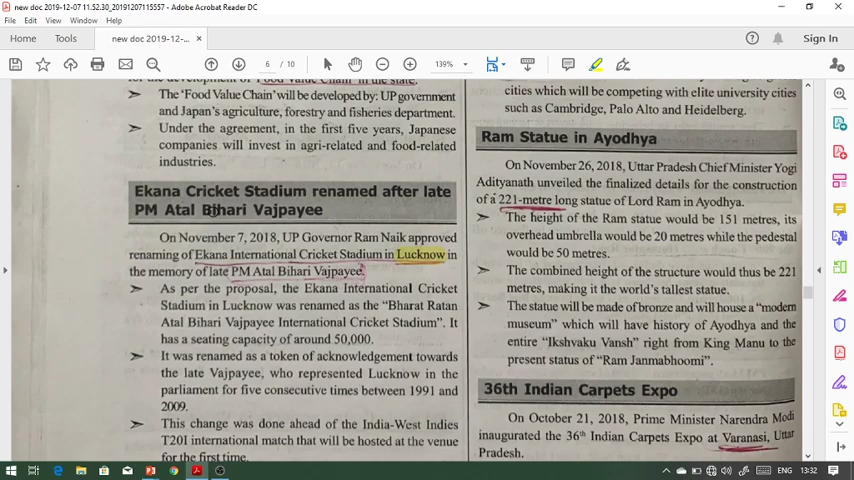 new doc 2019-12-07 11.52.30_20191207115557 - Adobe Acrobat Reader DC
File Edit View Window Help
Home Tools new doc 2019-12-... × Sign In
6 / 10 139%
for the development of 'Food Value Chain' in the state.
➢ The 'Food Value Chain' will be developed by: UP government
and Japan's agriculture, forestry and fisheries department.
➢ Under the agreement, in the first five years, Japanese
companies will invest in agri-related and food-related
industries.
Ekana Cricket Stadium renamed after late
PM Atal Bihari Vajpayee
On November 7, 2018, UP Governor Ram Naik approved
renaming of Ekana International Cricket Stadium in Lucknow in
the memory of late PM Atal Bihari Vajpayee.
➢ As per the proposal, the Ekana International Cricket
Stadium in Lucknow was renamed as the "Bharat Ratan
Atal Bihari Vajpayee International Cricket Stadium". It
has a seating capacity of around 50,000.
➢ It was renamed as a token of acknowledgement towards
the late Vajpayee, who represented Lucknow in the
parliament for five consecutive times between 1991 and
2009.
➢ This change was done ahead of the India-West Indies
T20I international match that will be hosted at the venue
for the first time.
cities which will be competing with elite university cities
such as Cambridge, Palo Alto and Heidelberg.
Ram Statue in Ayodhya
On November 26, 2018, Uttar Pradesh Chief Minister Yogi
Adityanath unveiled the finalized details for the construction
of a 221-metre long statue of Lord Ram in Ayodhya.
➢ The height of the Ram statue would be 151 metres, its
overhead umbrella would be 20 metres while the pedestal
would be 50 metres.
➢ The combined height of the structure would thus be 221
metres, making it the world's tallest statue.
➢ The statue will be made of bronze and will house a "modern
museum" which will have history of Ayodhya and the
entire "Ikshvaku Vansh" right from King Manu to the
present status of "Ram Janmabhoomi".
36th Indian Carpets Expo
On October 21, 2018, Prime Minister Narendra Modi
inaugurated the 36th Indian Carpets Expo at Varanasi, Uttar
Pradesh.
ENG 13:32